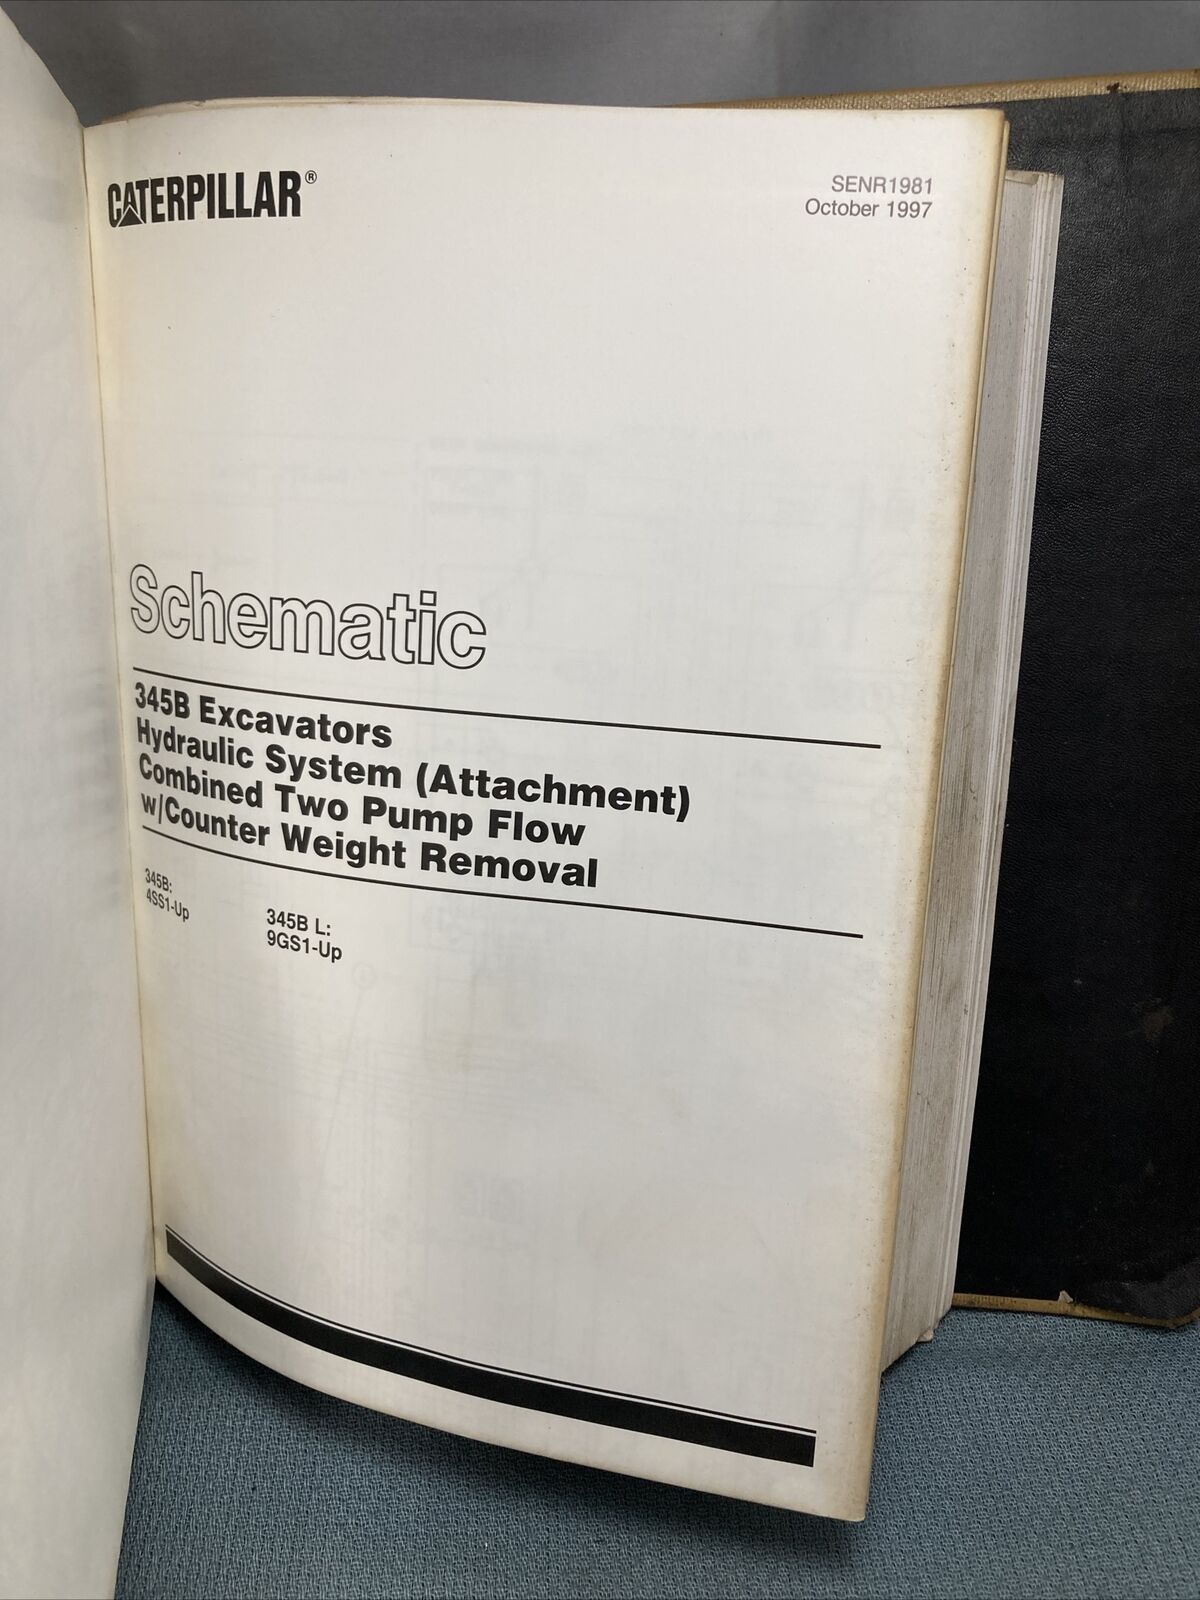 CATERPILLAR®
SENR1981
October 1997
Schematic
345B Excavators
Hydraulic System (Attachment)
Combined Two Pump Flow
w/Counter Weight Removal
345B:
4SS1-Up
345B L:
9GS1-Up